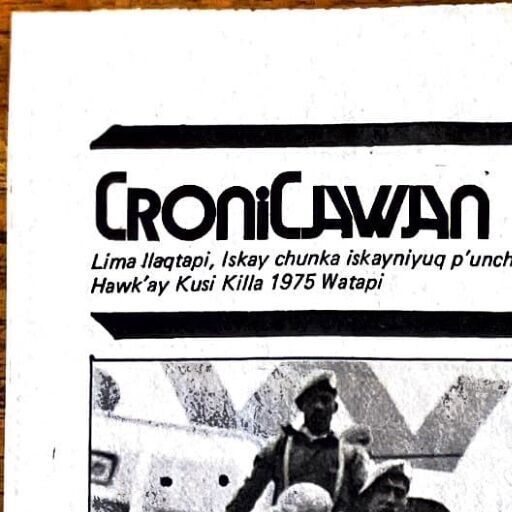 CRONICAWAN
Lima llaqtapi, Iskay chunka iskayniyuq p'unch
Hawk'ay Kusi Killa 1975 Watapi